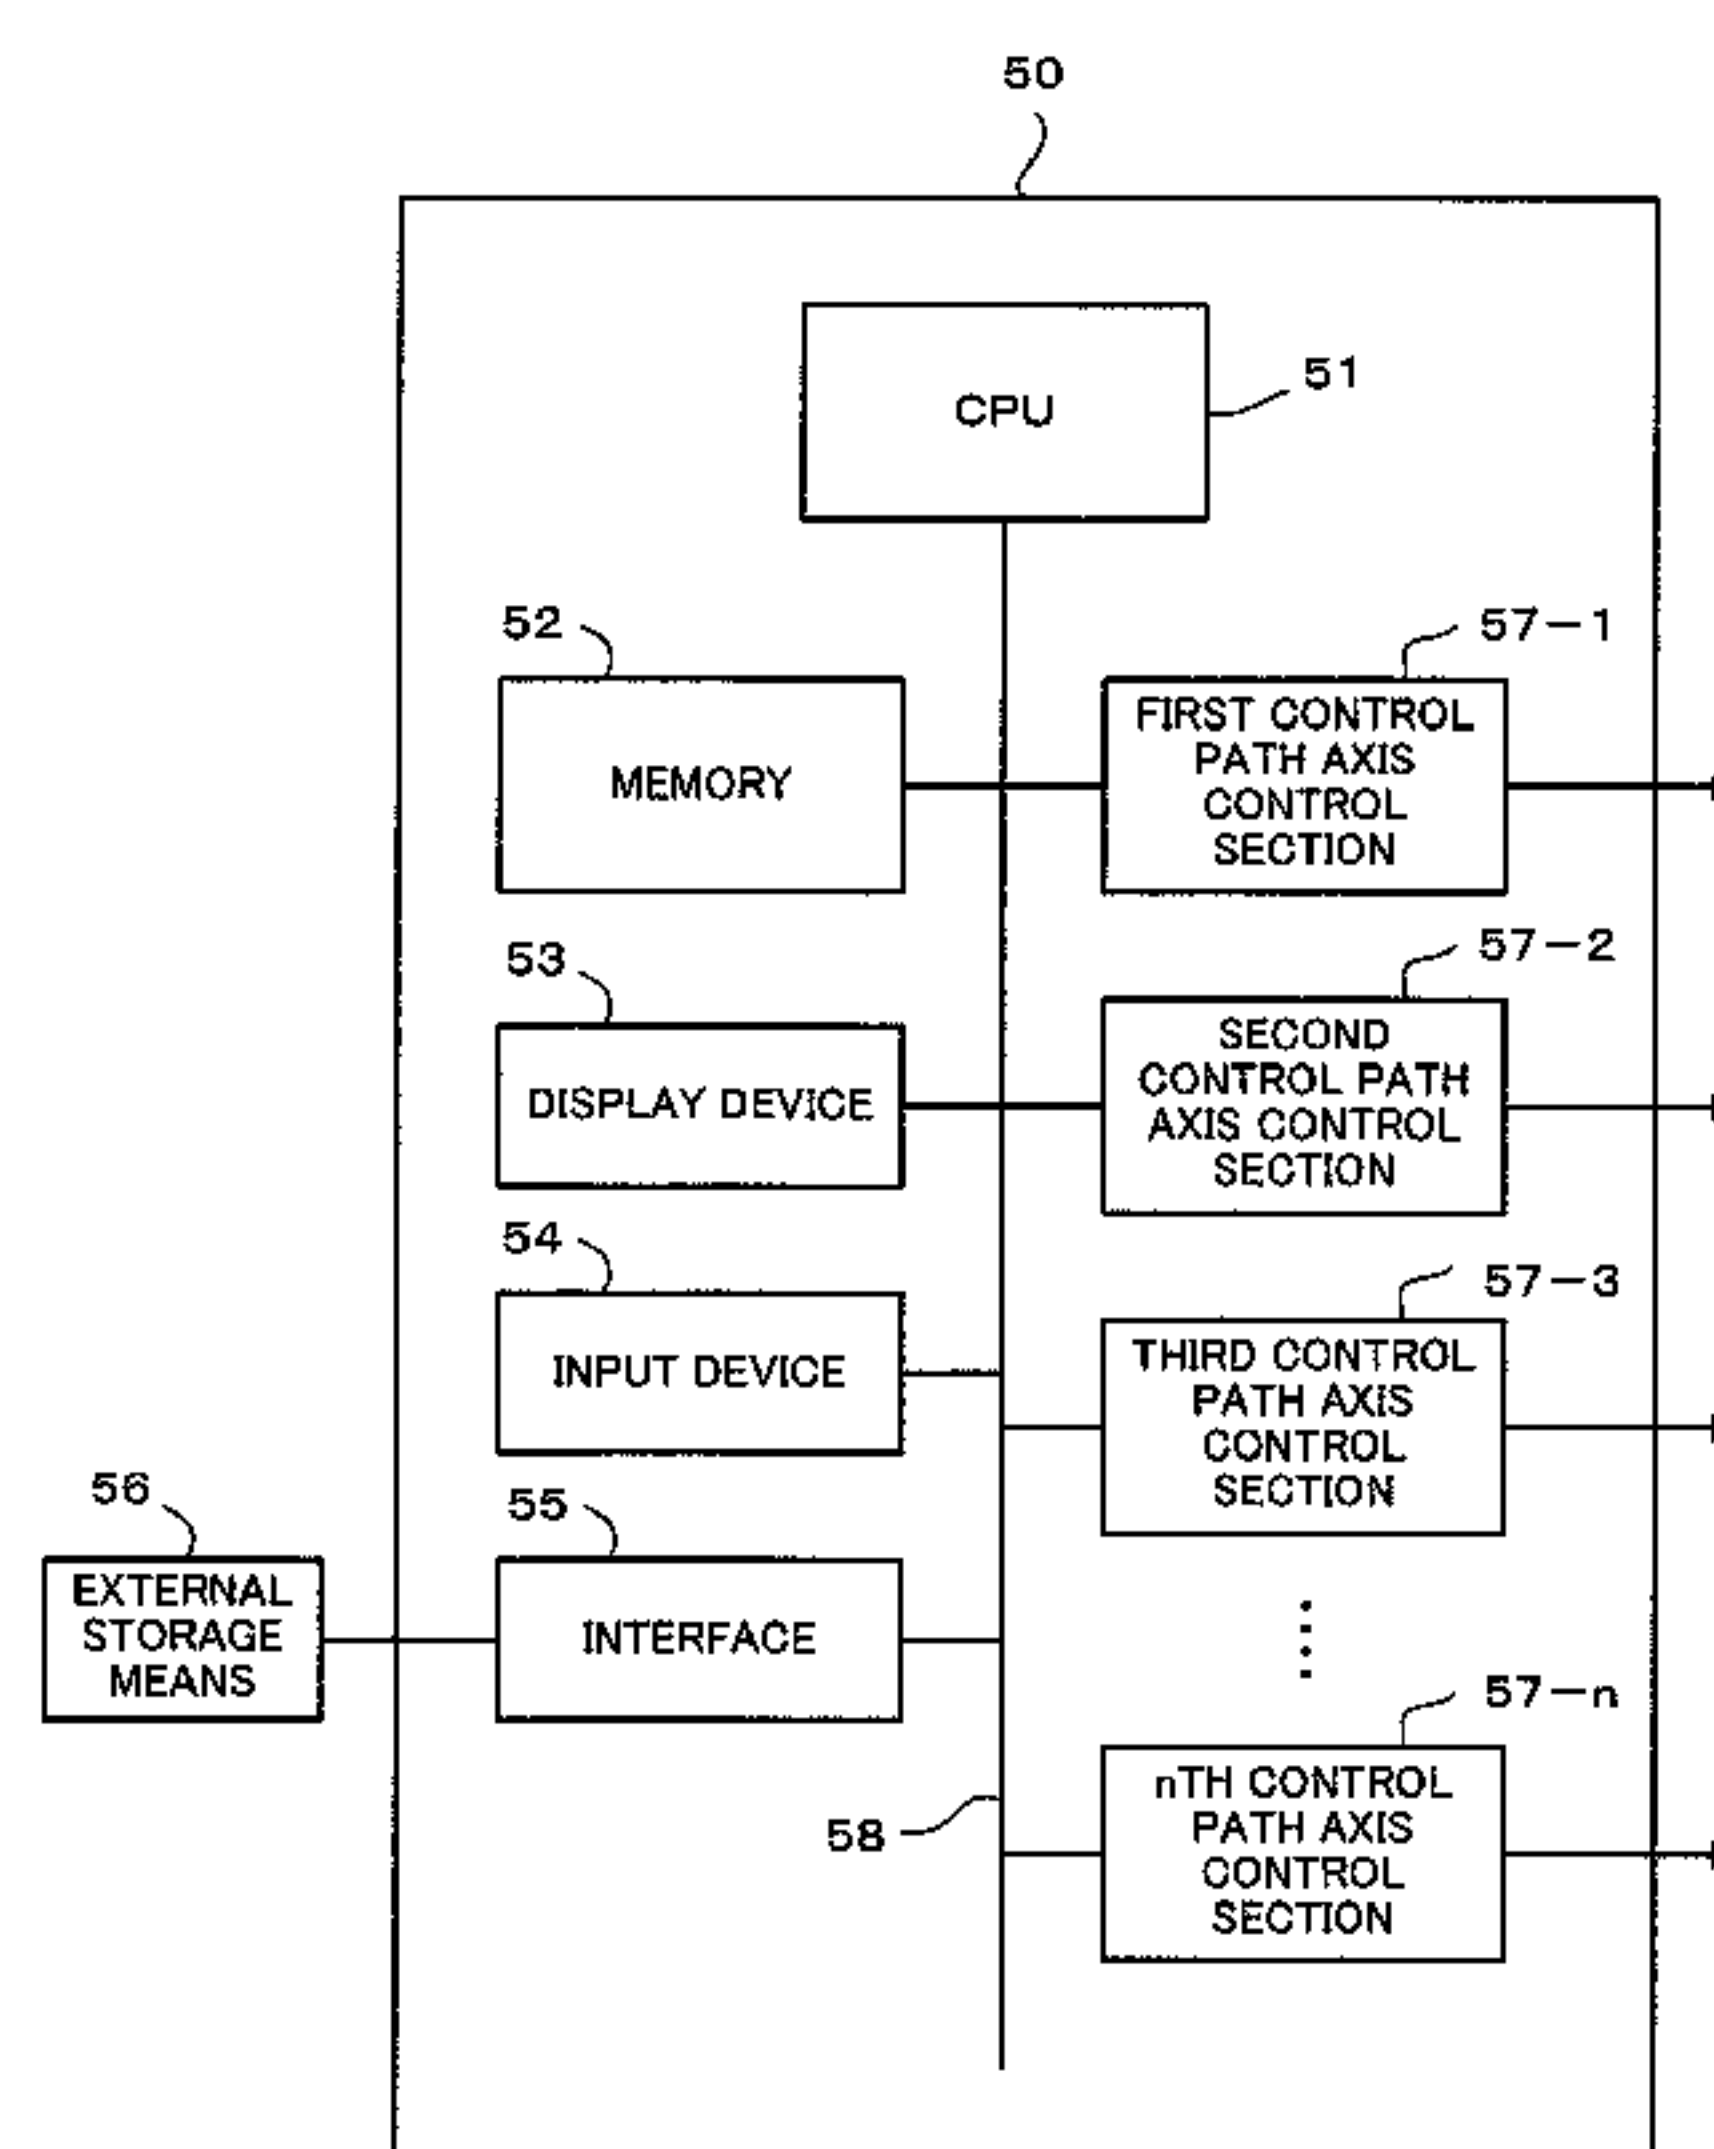 50
CPU
51
52
MEMORY
57-1
FIRST CONTROL
PATH AXIS
CONTROL
SECTION
53
DISPLAY DEVICE
57-2
SECOND
CONTROL PATH
AXIS CONTROL
SECTION
54
INPUT DEVICE
57-3
THIRD CONTROL
PATH AXIS
CONTROL
SECTION
56
EXTERNAL
STORAGE
MEANS
55
INTERFACE
58
57-n
nTH CONTROL
PATH AXIS
CONTROL
SECTION